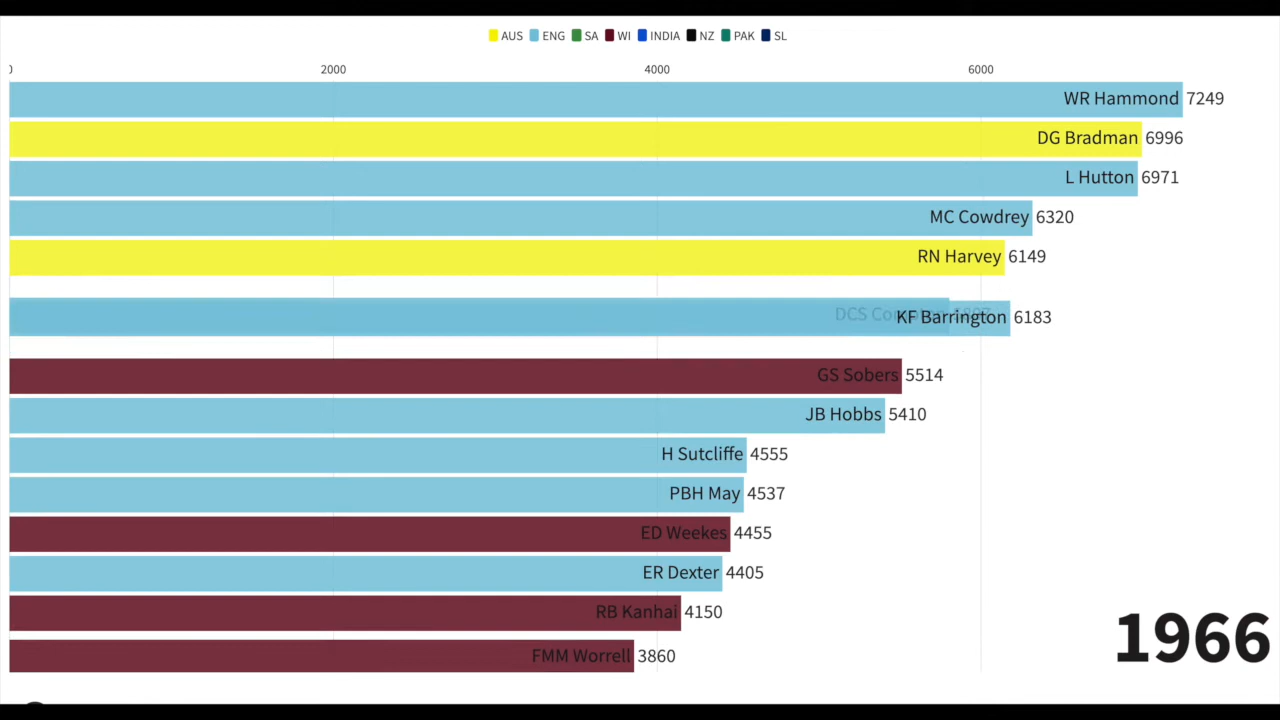 AUS ENG SA WI INDIA NZ PAK SL
0 2000 4000 6000
WR Hammond 7249
DG Bradman 6996
L Hutton 6971
MC Cowdrey 6320
RN Harvey 6149
DCS
KF Barrington 6183
GS Sobers 5514
JB Hobbs 5410
H Sutcliffe 4555
PBH May 4537
ED Weekes 4455
ER Dexter 4405
RB Kanhai 4150
FMM Worrell 3860
1966